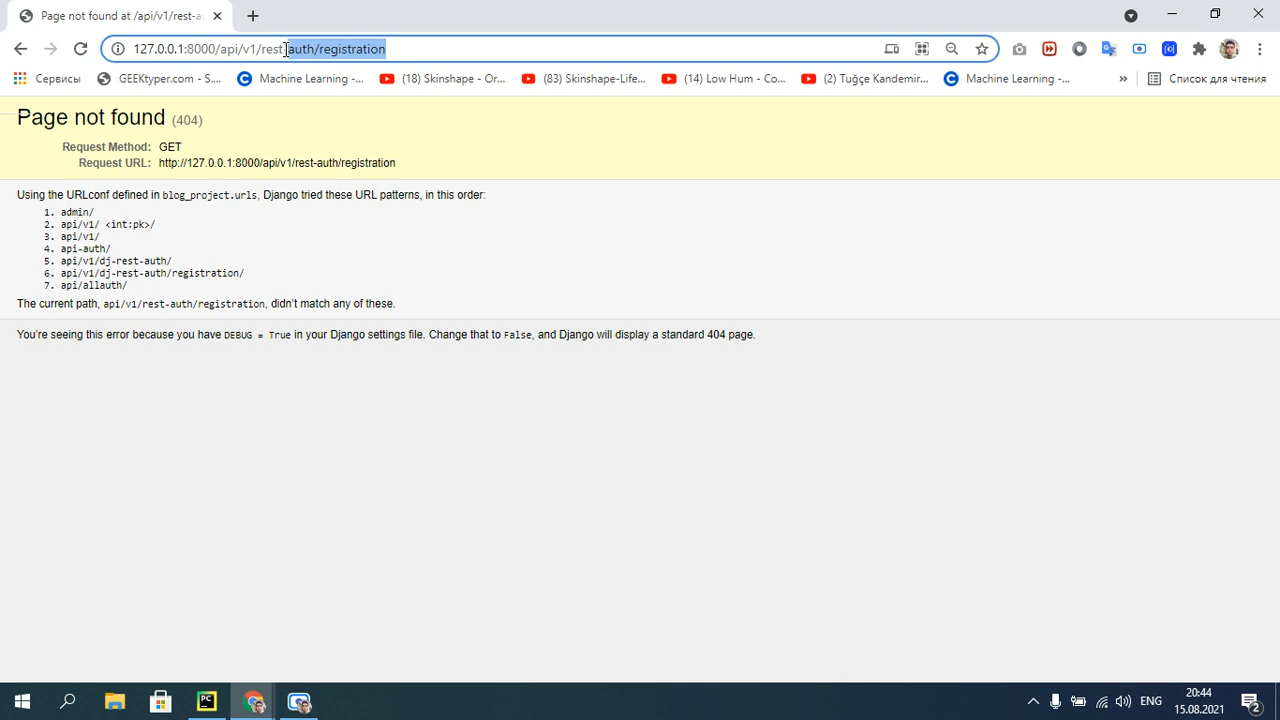 Page not found at /api/v1/rest-a
127.0.0.1:8000/api/v1/rest-auth/registration
Сервисы
GEEKtyper.com - S...
Machine Learning -...
(18) Skinshape - Or...
(83) Skinshape-Life...
(14) Low Hum - Co...
(2) Tuğçe Kandemir...
Machine Learning -...
»
Список для чтения
Page not found (404)
Request Method: GET
Request URL: http://127.0.0.1:8000/api/v1/rest-auth/registration
Using the URLconf defined in blog_project.urls, Django tried these URL patterns, in this order:
1. admin/
2. api/v1/ <int:pk>/
3. api/v1/
4. api-auth/
5. api/v1/dj-rest-auth/
6. api/v1/dj-rest-auth/registration/
7. api/allauth/
The current path, api/v1/rest-auth/registration, didn't match any of these.
You're seeing this error because you have DEBUG = True in your Django settings file. Change that to False, and Django will display a standard 404 page.
PC
ENG
20:44
15.08.2021
2